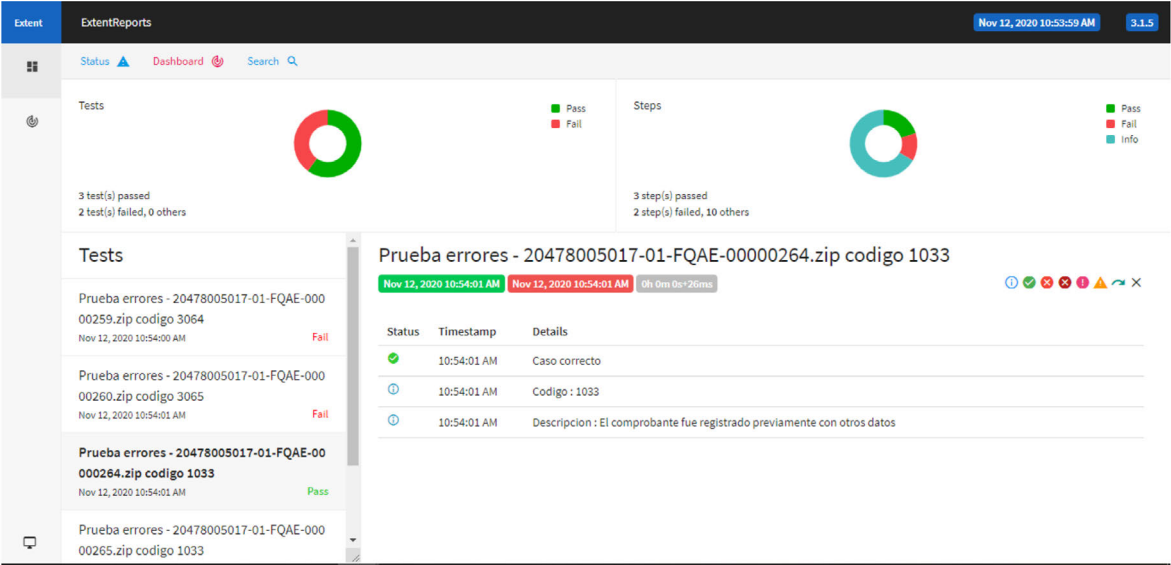 Extent
ExtentReports
Nov 12, 2020 10:53:59 AM
3.1.5
Status
Dashboard
Search
Tests
Pass
Fail
3 test(s) passed
2 test(s) failed, 0 others
Steps
Pass
Fail
Info
3 step(s) passed
2 step(s) failed, 10 others
Tests
Prueba errores - 20478005017-01-FQAE-000
00259.zip codigo 3064
Nov 12, 2020 10:54:00 AM
Fail
Prueba errores - 20478005017-01-FQAE-000
00260.zip codigo 3065
Nov 12, 2020 10:54:01 AM
Fail
Prueba errores - 20478005017-01-FQAE-00
000264.zip codigo 1033
Nov 12, 2020 10:54:01 AM
Pass
Prueba errores - 20478005017-01-FQAE-000
00265.zip codigo 1033
Prueba errores - 20478005017-01-FQAE-00000264.zip codigo 1033
Nov 12, 2020 10:54:01 AM
Nov 12, 2020 10:54:01 AM
0h 0m 0s+26ms
Status Timestamp Details
10:54:01 AM Caso correcto
10:54:01 AM Codigo : 1033
10:54:01 AM Descripcion : El comprobante fue registrado previamente con otros datos